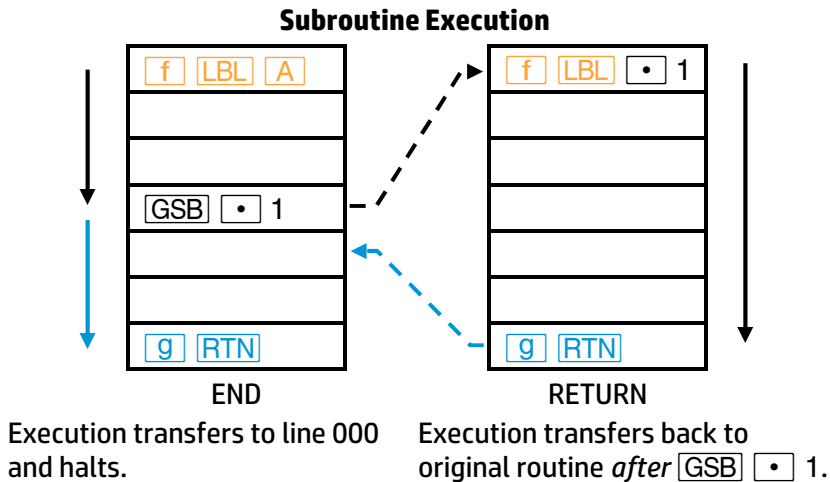 Subroutine Execution
f LBL A
GSB • 1
g RTN
END
Execution transfers to line 000
and halts.
f LBL • 1
g RTN
RETURN
Execution transfers back to
original routine after GSB • 1.